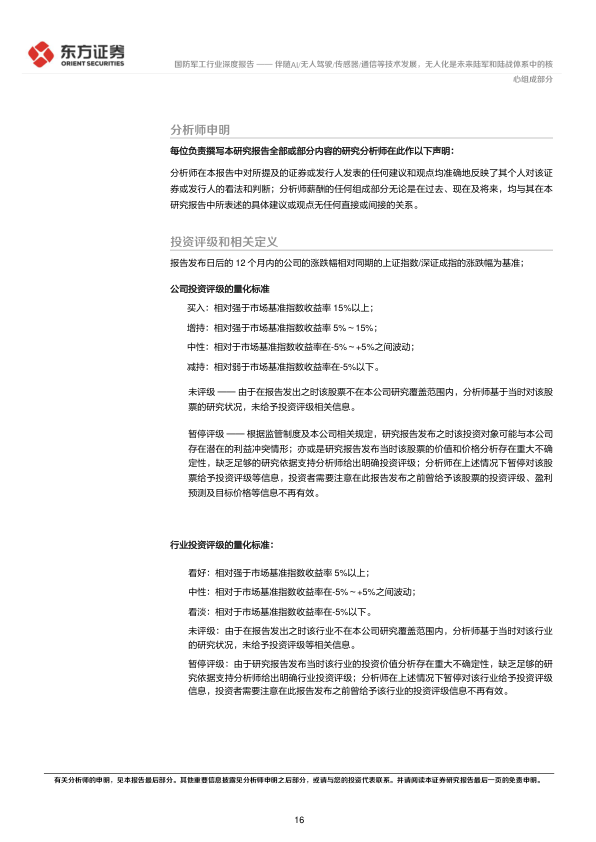 东方证券
ORIENT SECURITIES
国防军工行业深度报告 —— 伴随AI/无人驾驶/传感器/通信等技术发展，无人化是未来陆军和陆战体系中的核
心组成部分
分析师申明
每位负责撰写本研究报告全部或部分内容的研究分析师在此作以下声明：
分析师在本报告中对所提及的证券或发行人发表的任何建议和观点均准确地反映了其个人对该证
券或发行人的看法和判断；分析师薪酬的任何组成部分无论是在过去、现在及将来，均与其在本
研究报告中所表述的具体建议或观点无任何直接或间接的关系。
投资评级和相关定义
报告发布日后的 12 个月内的公司的涨跌幅相对同期的上证指数/深证成指的涨跌幅为基准；
公司投资评级的量化标准
买入：相对强于市场基准指数收益率 15%以上；
增持：相对强于市场基准指数收益率 5%～15%；
中性：相对于市场基准指数收益率在-5%～+5%之间波动；
减持：相对弱于市场基准指数收益率在-5%以下。
未评级 —— 由于在报告发出之时该股票不在本公司研究覆盖范围内，分析师基于当时对该股
票的研究状况，未给予投资评级相关信息。
暂停评级 —— 根据监管制度及本公司相关规定，研究报告发布之时该投资对象可能与本公司
存在潜在的利益冲突情形；亦或是研究报告发布当时该股票的价值和价格分析存在重大不确
定性，缺乏足够的研究依据支持分析师给出明确投资评级；分析师在上述情况下暂停对该股
票给予投资评级等信息，投资者需要注意在此报告发布之前曾给予该股票的投资评级、盈利
预测及目标价格等信息不再有效。
行业投资评级的量化标准：
看好：相对强于市场基准指数收益率 5%以上；
中性：相对于市场基准指数收益率在-5%～+5%之间波动；
看淡：相对于市场基准指数收益率在-5%以下。
未评级：由于在报告发出之时该行业不在本公司研究覆盖范围内，分析师基于当时对该行业
的研究状况，未给予投资评级等相关信息。
暂停评级：由于研究报告发布当时该行业的投资价值分析存在重大不确定性，缺乏足够的研
究依据支持分析师给出明确行业投资评级；分析师在上述情况下暂停对该行业给予投资评级
信息，投资者需要注意在此报告发布之前曾给予该行业的投资评级信息不再有效。
有关分析师的申明，见本报告最后部分。其他重要信息披露见分析师申明之后部分，或请与您的投资代表联系。并请阅读本证券研究报告最后一页的免责申明。
16